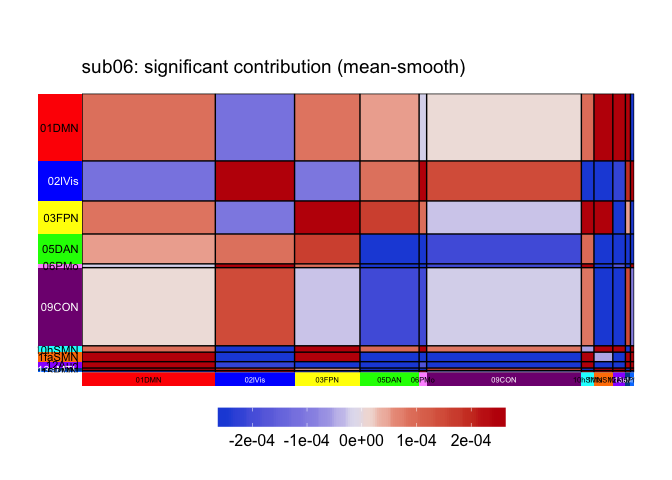 sub06: significant contribution (mean-smooth)
01DMN
02lVis
03FPN
05DAN
06PMo
09CON
01DMN 02lVis 03FPN 05DAN 06PMo 09CON
-2e-04 -1e-04 0e+00 1e-04 2e-04